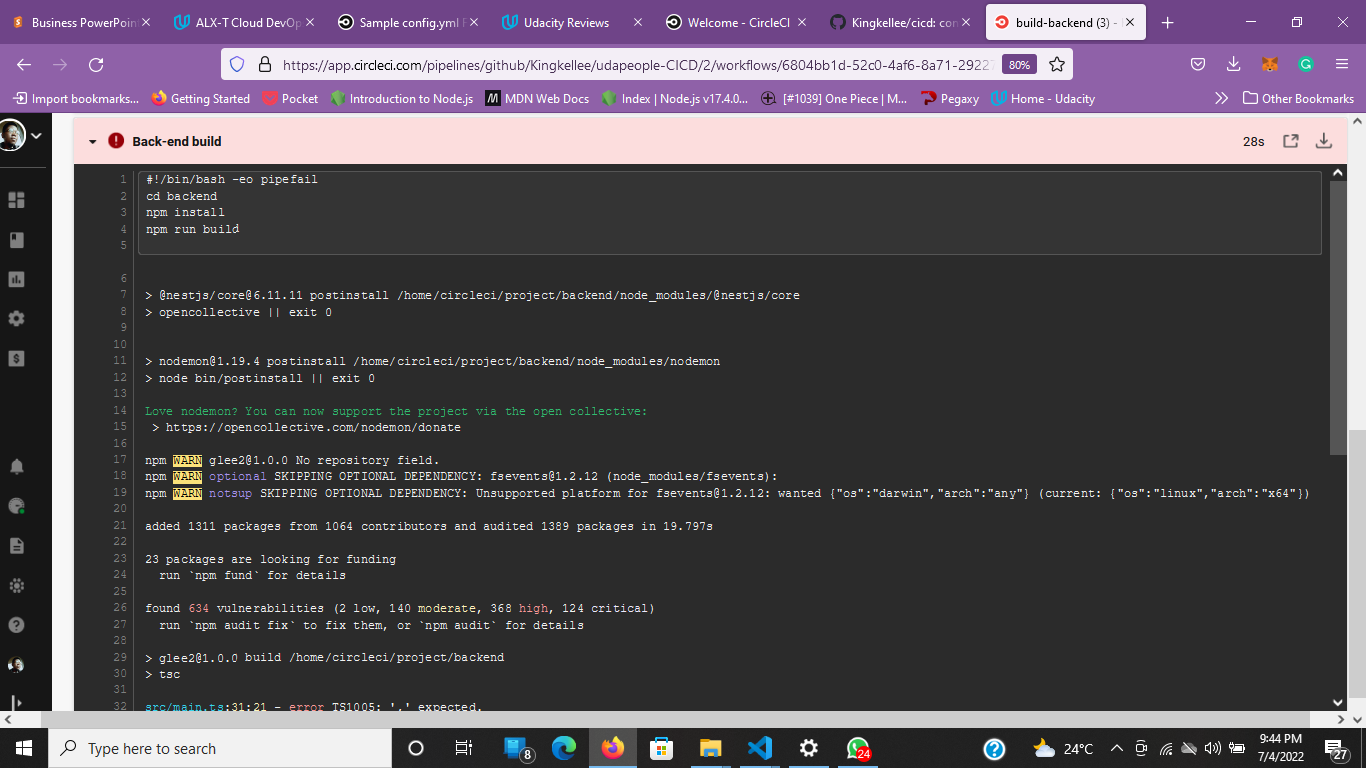 Business PowerPoin
ALX-T Cloud DevOp
Sample config.yml F
Udacity Reviews
Welcome - CircleCI
Kingkellee/cicd: con
build-backend (3) -
https://app.circleci.com/pipelines/github/Kingkellee/udapeople-CICD/2/workflows/6804bb1d-52c0-4af6-8a71-29227
80%
Import bookmarks...
Getting Started
Pocket
Introduction to Node.js
MDN Web Docs
Index | Node.js v17.4.0...
[#1039] One Piece | M...
Pegaxy
Home - Udacity
Other Bookmarks
Back-end build
28s
1 #!/bin/bash -eo pipefail
2 cd backend
3 npm install
4 npm run build
5
6
7 > @nestjs/core@6.11.11 postinstall /home/circleci/project/backend/node_modules/@nestjs/core
8 > opencollective || exit 0
9
10
11 > nodemon@1.19.4 postinstall /home/circleci/project/backend/node_modules/nodemon
12 > node bin/postinstall || exit 0
13
14 Love nodemon? You can now support the project via the open collective:
15 > https://opencollective.com/nodemon/donate
16
17 npm WARN glee2@1.0.0 No repository field.
18 npm WARN optional SKIPPING OPTIONAL DEPENDENCY: fsevents@1.2.12 (node_modules/fsevents):
19 npm WARN notsup SKIPPING OPTIONAL DEPENDENCY: Unsupported platform for fsevents@1.2.12: wanted {"os":"darwin","arch":"any"} (current: {"os":"linux","arch":"x64"})
20
21 added 1311 packages from 1064 contributors and audited 1389 packages in 19.797s
22
23 23 packages are looking for funding
24 run `npm fund` for details
25
26 found 634 vulnerabilities (2 low, 140 moderate, 368 high, 124 critical)
27 run `npm audit fix` to fix them, or `npm audit` for details
28
29 > glee2@1.0.0 build /home/circleci/project/backend
30 > tsc
31
32 src/main.ts:31:21 - error TS1005: ',' expected.
Type here to search
8
24
24°C
9:44 PM
7/4/2022
27